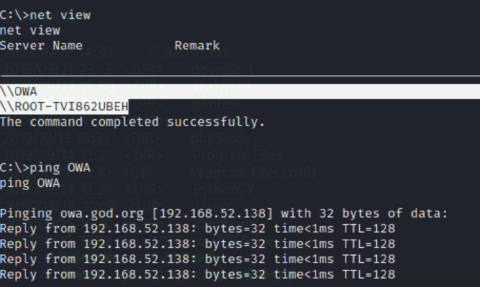 C:\>net view
net view
Server Name Remark
\\OWA
\\ROOT-TVI862UBEH
The command completed successfully.
C:\>ping OWA
ping OWA
Pinging owa.god.org [192.168.52.138] with 32 bytes of data:
Reply from 192.168.52.138: bytes=32 time<1ms TTL=128
Reply from 192.168.52.138: bytes=32 time<1ms TTL=128
Reply from 192.168.52.138: bytes=32 time<1ms TTL=128
Reply from 192.168.52.138: bytes=32 time<1ms TTL=128